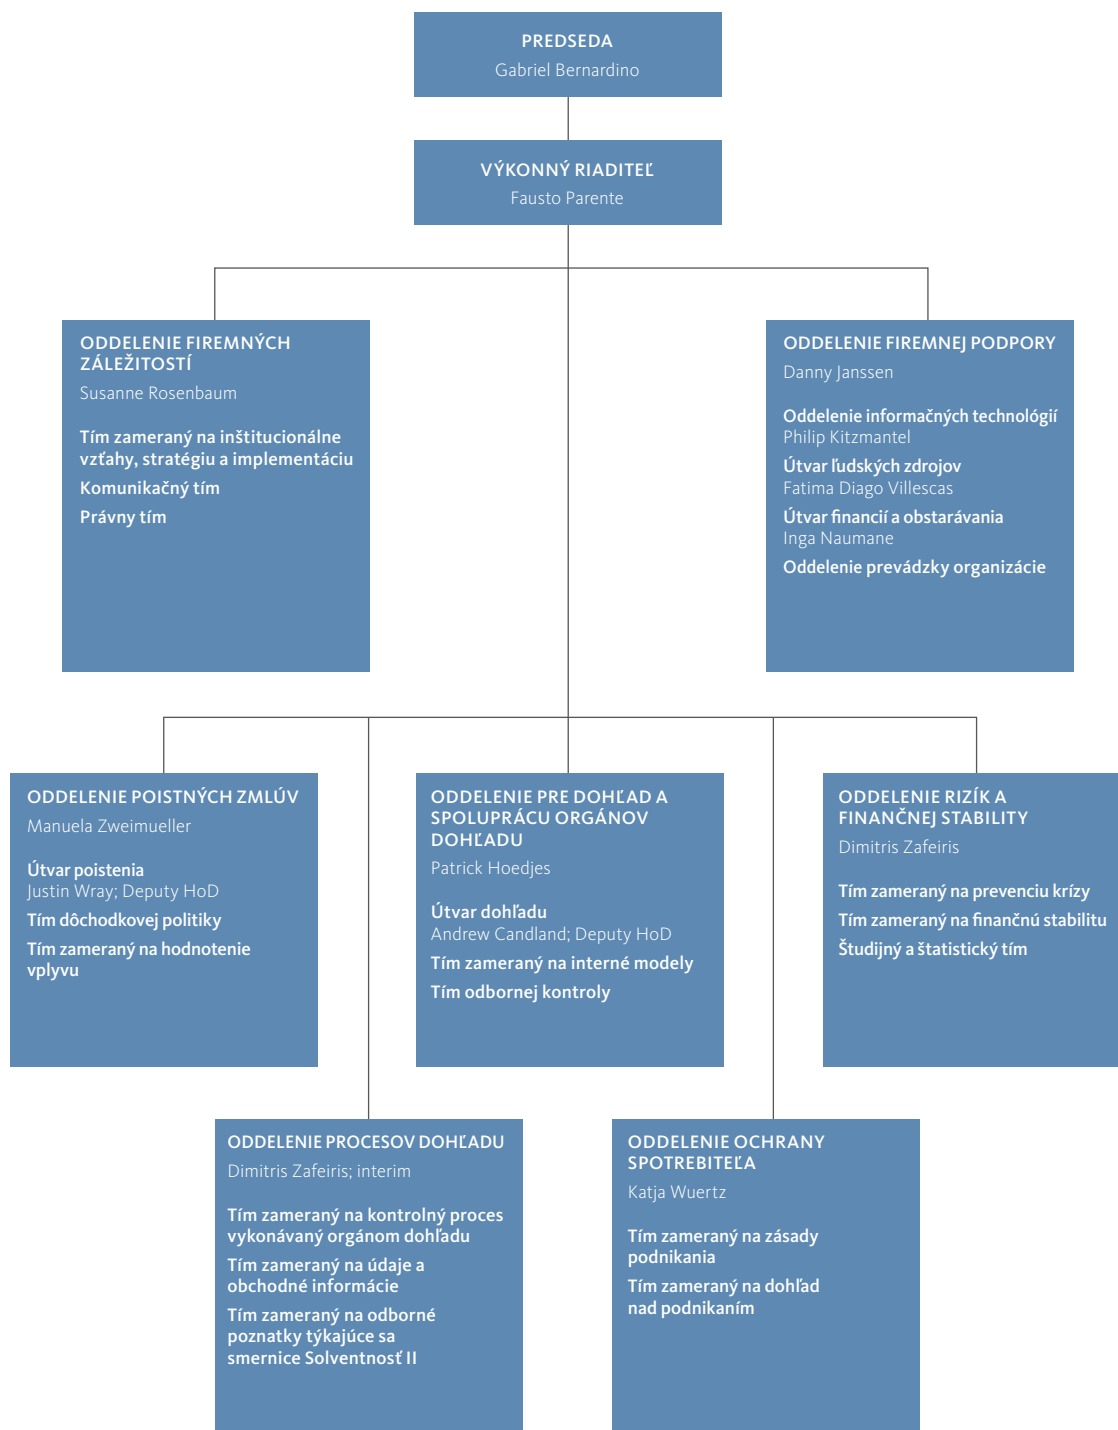 PREDSEDA
Gabriel Bernardino
VÝKONNÝ RIADITEĽ
Fausto Parente
ODDELENIE FIREMNÝCH
ZÁLEŽITOSTÍ
Susanne Rosenbaum
Tím zameraný na inštitucionálne
vzťahy, stratégiu a implementáciu
Komunikačný tím
Právny tím
ODDELENIE FIREMNEJ PODPORY
Danny Janssen
Oddelenie informačných technológií
Philip Kitzmantel
Útvar ľudských zdrojov
Fatima Diago Villescas
Útvar financií a obstarávania
Inga Naumane
Oddelenie prevádzky organizácie
ODDELENIE POISTNÝCH ZMLÚV
Manuela Zweimueller
Útvar poistenia
Justin Wray; Deputy HoD
Tím dôchodkovej politiky
Tím zameraný na hodnotenie
vplyvu
ODDELENIE PRE DOHĽAD A
SPOLUPRÁCU ORGÁNOV
DOHĽADU
Patrick Hoedjes
Útvar dohľadu
Andrew Candland; Deputy HoD
Tím zameraný na interné modely
Tím odbornej kontroly
ODDELENIE RIZÍK A
FINANČNEJ STABILITY
Dimitris Zafeiris
Tím zameraný na prevenciu krízy
Tím zameraný na finančnú stabilitu
Študijný a štatistický tím
ODDELENIE PROCESOV DOHĽADU
Dimitris Zafeiris; interim
Tím zameraný na kontrolný proces
vykonávaný orgánom dohľadu
Tím zameraný na údaje a
obchodné informácie
Tím zameraný na odborné
poznatky týkajúce sa
smernice Solventnosť II
ODDELENIE OCHRANY
SPOTREBITEĽA
Katja Wuertz
Tím zameraný na zásady
podnikania
Tím zameraný na dohľad
nad podnikaním